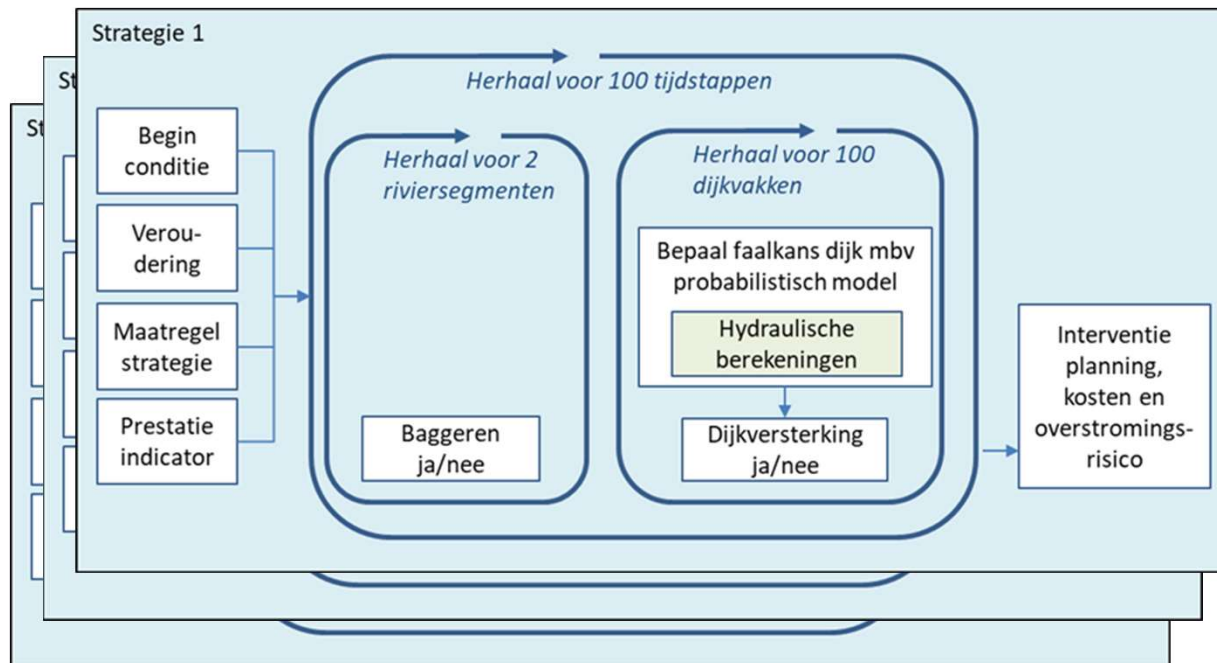 Strategie 1
St
St
Begin
conditie
Verou-
dering
Maatregel
strategie
Prestatie
indicator
Herhaal voor 100 tijdstappen
Herhaal voor 2
riviersegmenten
Baggeren
ja/nee
Herhaal voor 100
dijkvakken
Bepaal faalkans dijk mbv
probabilistisch model
Hydraulische
berekeningen
Dijkversterking
ja/nee
Interventie
planning,
kosten en
overstromings-
risico